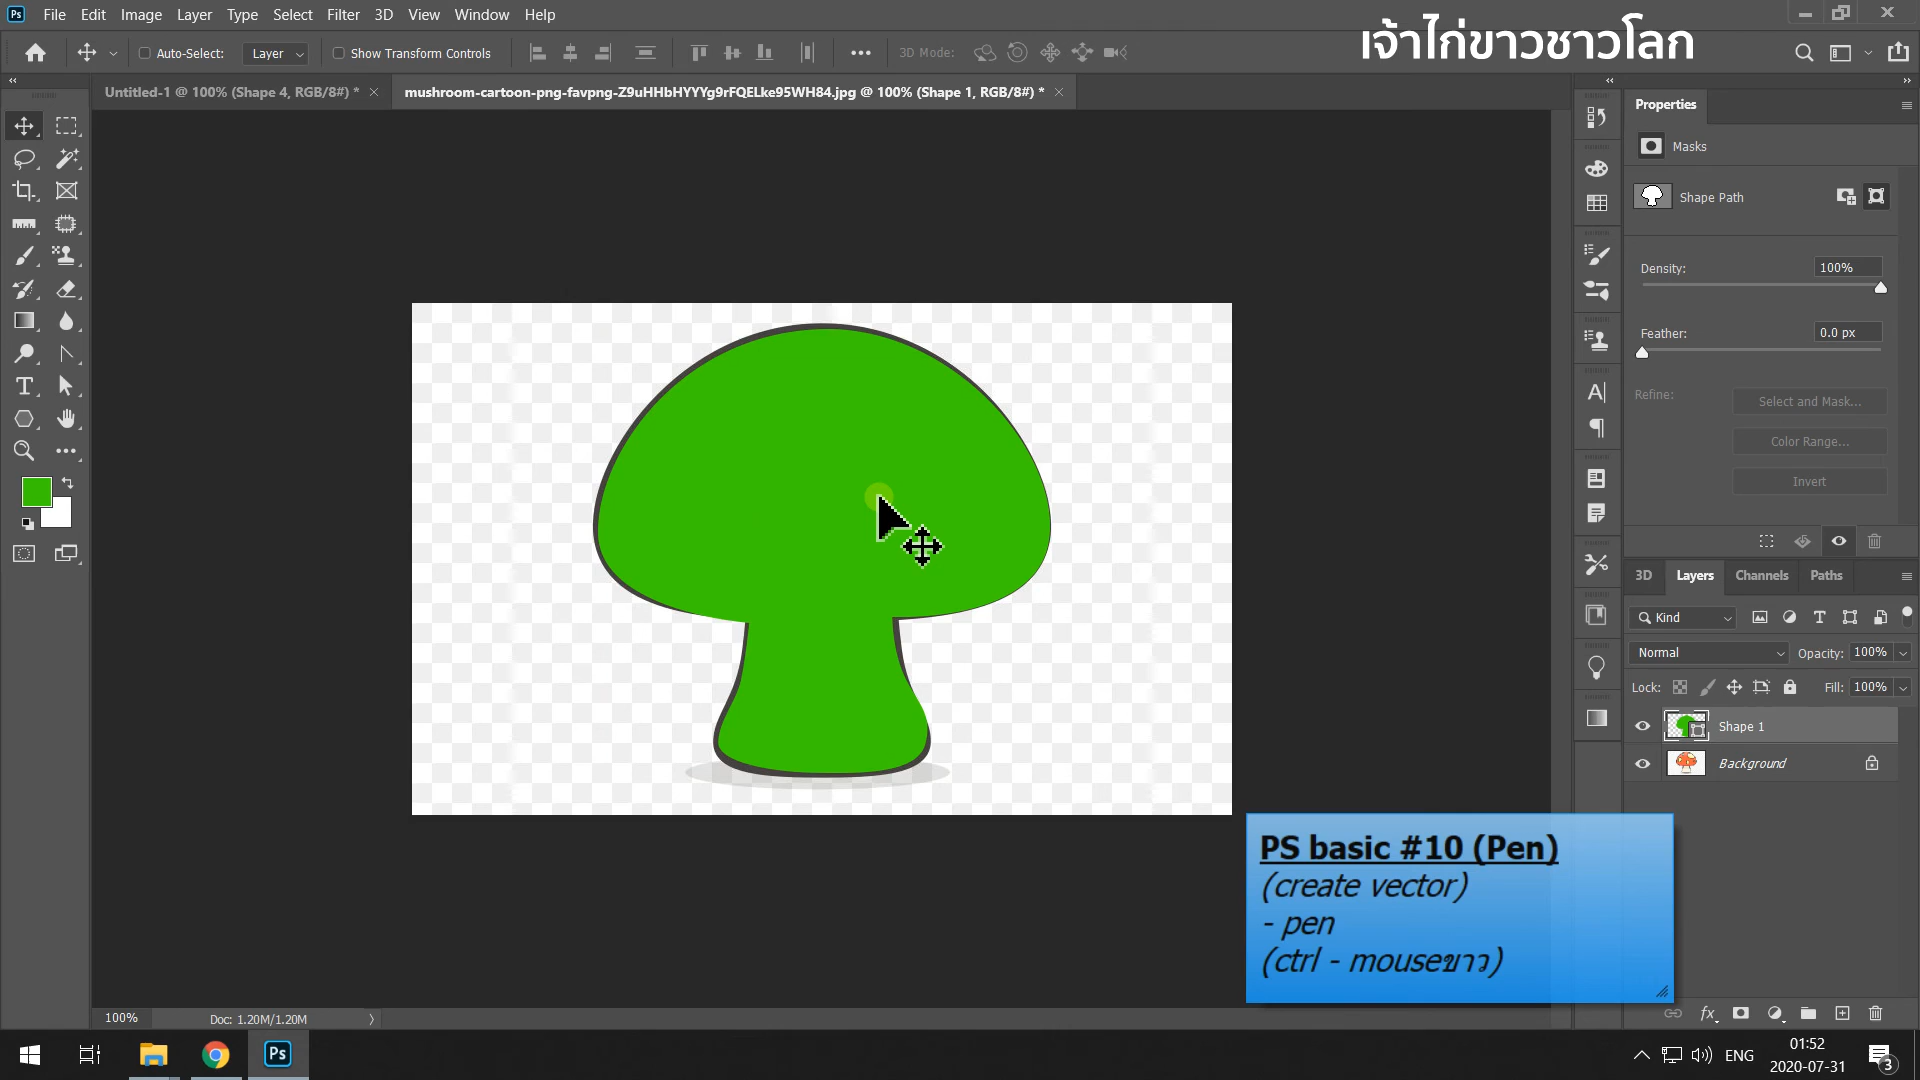 Ps File Edit Image Layer Type Select Filter 3D View Window Help
Auto-Select: Layer Show Transform Controls 3D Mode:
เจ้าไก่ขาวชาวโลก
Untitled-1 @ 100% (Shape 4, RGB/8#) * mushroom-cartoon-png-favpng-Z9uHHbHYYYg9rFQELke95WH84.jpg @ 100% (Shape 1, RGB/8#) *
Properties
Masks
Shape Path
Density: 100%
Feather: 0.0 px
Refine: Select and Mask...
Color Range...
Invert
3D Layers Channels Paths
Kind
Normal Opacity: 100%
Lock: Fill: 100%
Shape 1
Background
PS basic #10 (Pen)
(create vector)
- pen
(ctrl - mouseขาว)
100% Doc: 1.20M/1.20M
fx
Ps
ENG
01:52
2020-07-31
3